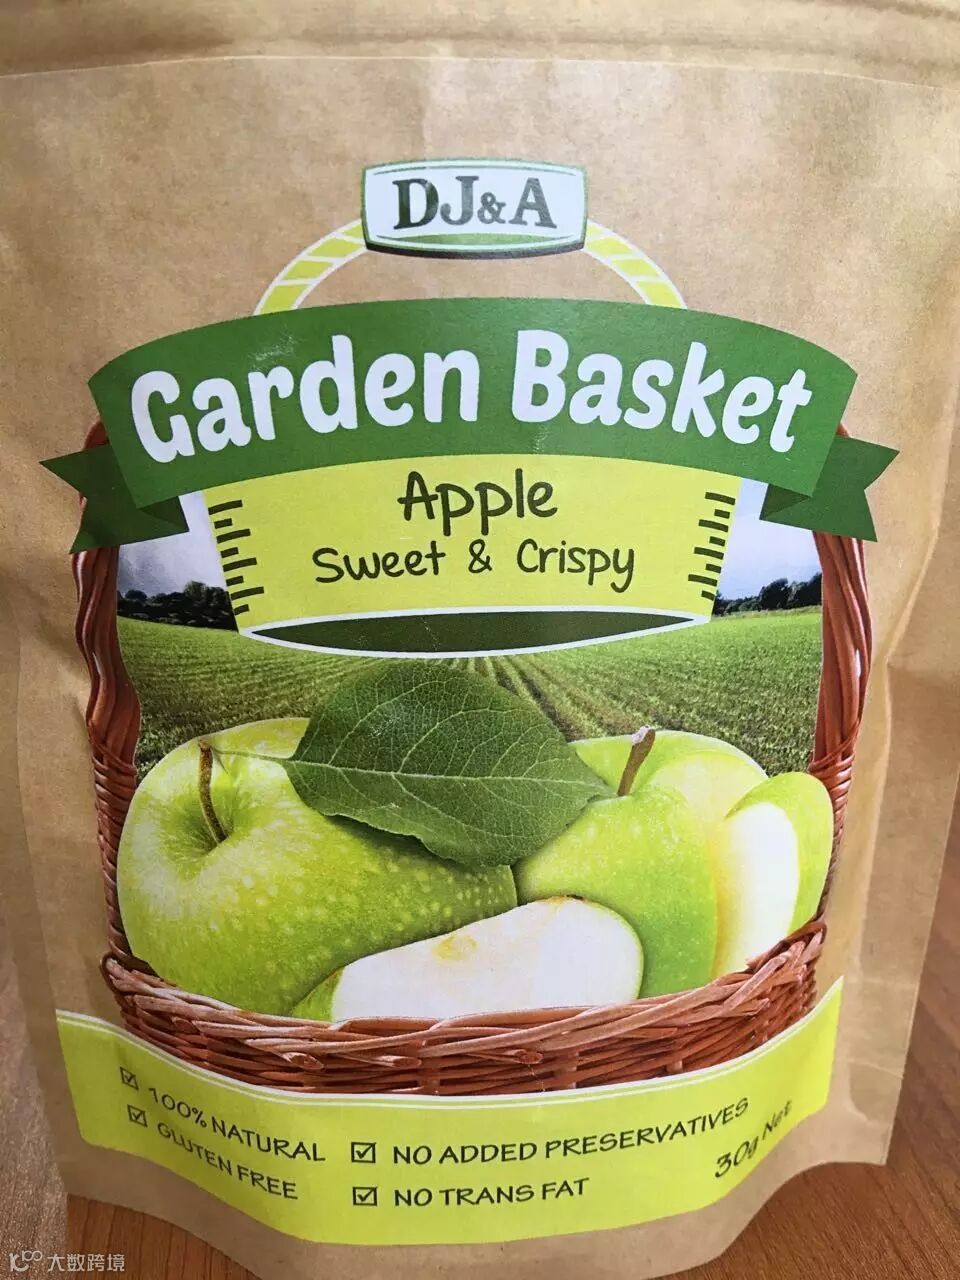 DJ&A
Garden Basket
Apple
Sweet & Crispy
100% NATURAL
GLUTEN FREE
NO ADDED PRESERVATIVES
NO TRANS FAT
30g Net
大数跨境